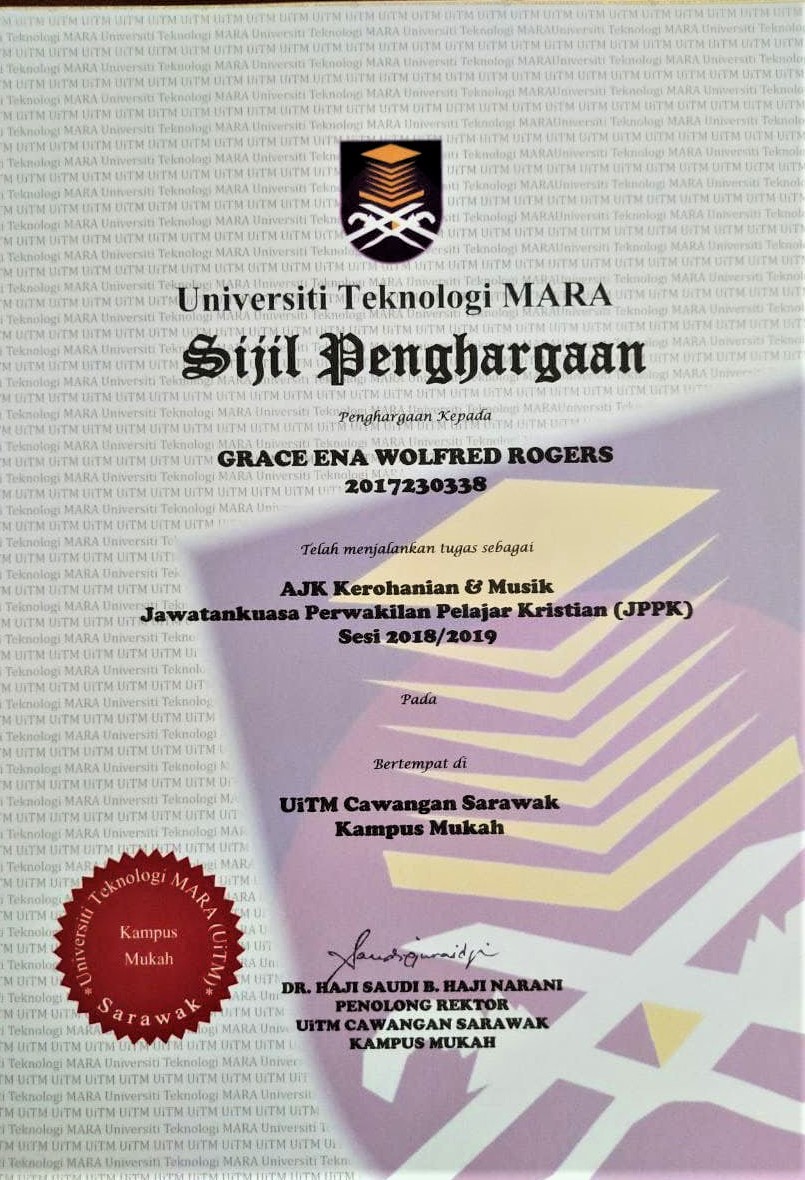 Universiti Teknologi MARA
Sijil Penghargaan
Penghargaan Kepada
GRACE ENA WOLFRED ROGERS
2017230338
Telah menjalankan tugas sebagai
AJK Kerohanian & Musik
Jawatankuasa Perwakilan Pelajar Kristian (JPPK)
Sesi 2018/2019
Pada
Bertempat di
UiTM Cawangan Sarawak
Kampus Mukah
* Universiti Teknologi MARA (UiTM) *
Sarawak
Kampus
Mukah
DR. HAJI SAUDI B. HAJI NARANI
PENOLONG REKTOR
UiTM CAWANGAN SARAWAK
KAMPUS MUKAH